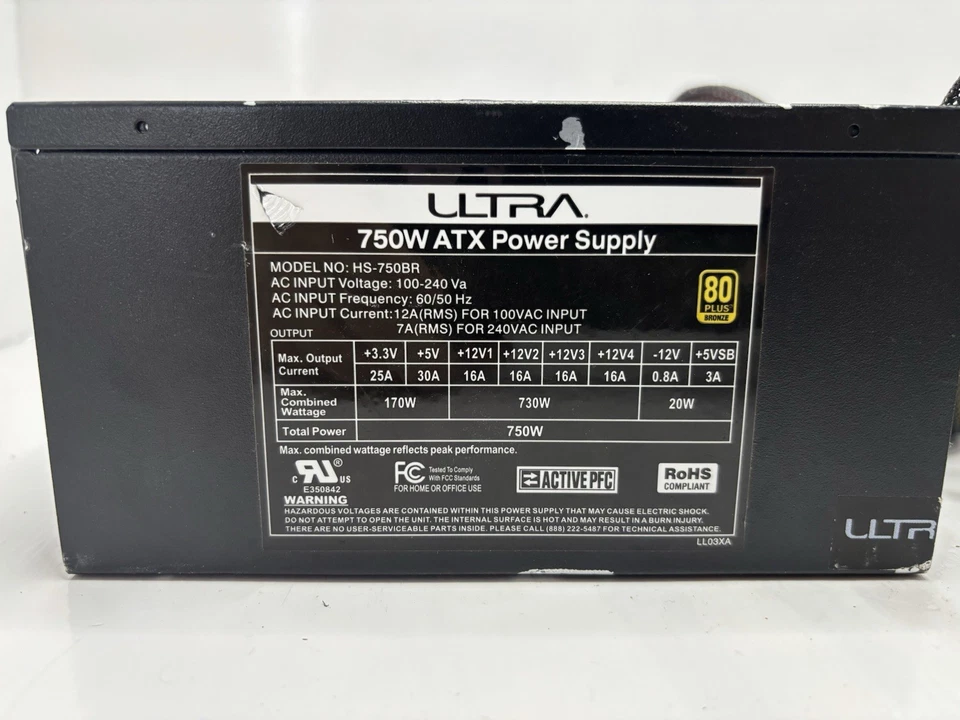 ULTRA.
750W ATX Power Supply
MODEL NO: HS-750BR
AC INPUT Voltage: 100-240 Va
AC INPUT Frequency: 60/50 Hz
AC INPUT Current:12A(RMS) FOR 100VAC INPUT
7A(RMS) FOR 240VAC INPUT
80
PLUS
BRONZE
OUTPUT
Max. Output Current +3.3V +5V +12V1 +12V2 +12V3 +12V4 -12V +5VSB
25A 30A 16A 16A 16A 16A 0.8A 3A
Max. Combined Wattage 170W 730W 20W
Total Power 750W
Max. combined wattage reflects peak performance.
c RU ® US
E350842
FC Tested To Comply
With FCC Standards
FOR HOME OR OFFICE USE
ACTIVE PFC
RoHS
COMPLIANT
WARNING
HAZARDOUS VOLTAGES ARE CONTAINED WITHIN THIS POWER SUPPLY THAT MAY CAUSE ELECTRIC SHOCK.
DO NOT ATTEMPT TO OPEN THE UNIT. THE INTERNAL SURFACE IS HOT AND MAY RESULT IN A BURN INJURY.
THERE ARE NO USER-SERVICEABLE PARTS INSIDE. PLEASE CALL (888) 222-5487 FOR TECHNICAL ASSISTANCE.
LL03XA
ULTR